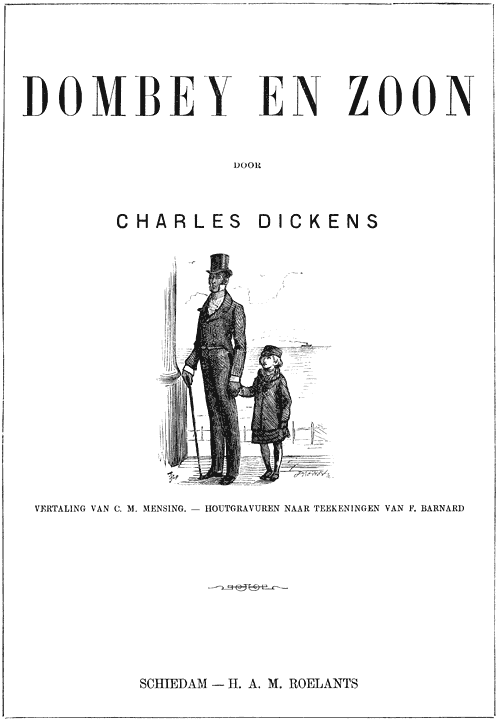 DOMBEY EN ZOON
DOOR
CHARLES DICKENS
VERTALING VAN C. M. MENSING. — HOUTGRAVUREN NAAR TEEKENINGEN VAN F. BARNARD
SCHIEDAM — H. A. M. ROELANTS